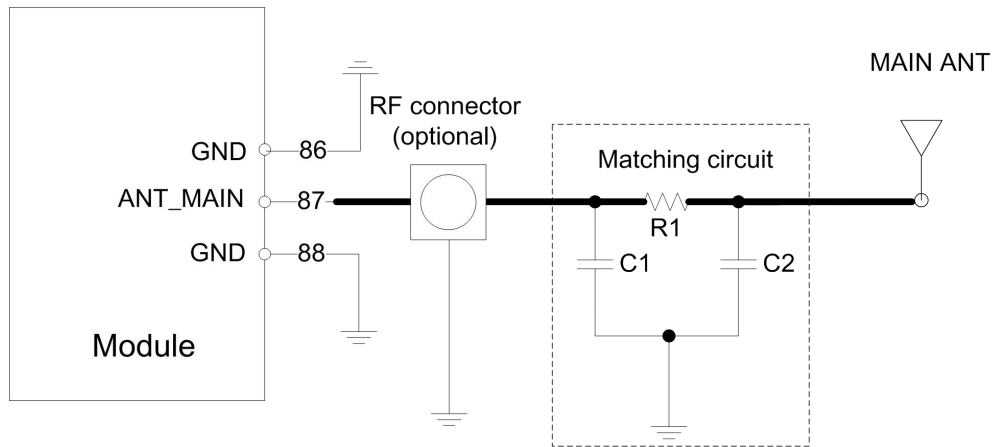 MAIN ANT
RF connector
(optional)
Matching circuit
GND 86
ANT_MAIN 87
R1
GND 88
C1 C2
Module